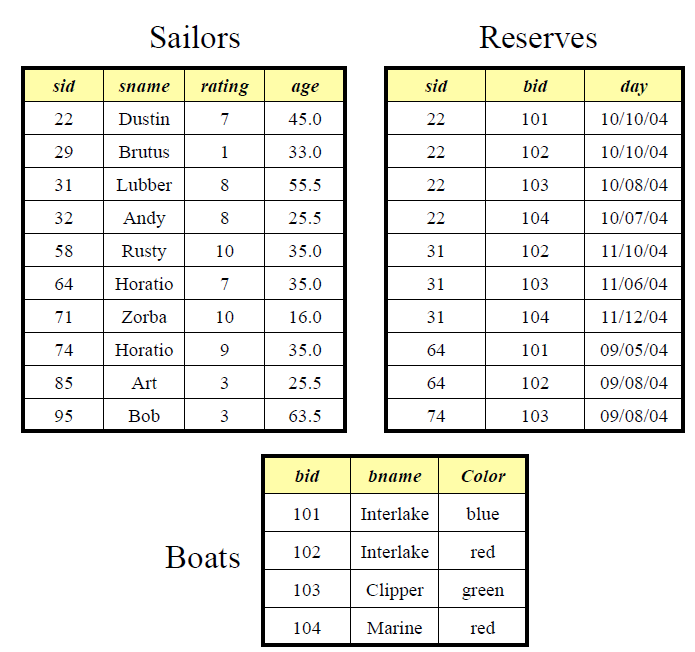 Sailors
sid sname rating age
22 Dustin 7 45.0
29 Brutus 1 33.0
31 Lubber 8 55.5
32 Andy 8 25.5
58 Rusty 10 35.0
64 Horatio 7 35.0
71 Zorba 10 16.0
74 Horatio 9 35.0
85 Art 3 25.5
95 Bob 3 63.5
Reserves
sid bid day
22 101 10/10/04
22 102 10/10/04
22 103 10/08/04
22 104 10/07/04
31 102 11/10/04
31 103 11/06/04
31 104 11/12/04
64 101 09/05/04
64 102 09/08/04
74 103 09/08/04
Boats
bid bname Color
101 Interlake blue
102 Interlake red
103 Clipper green
104 Marine red